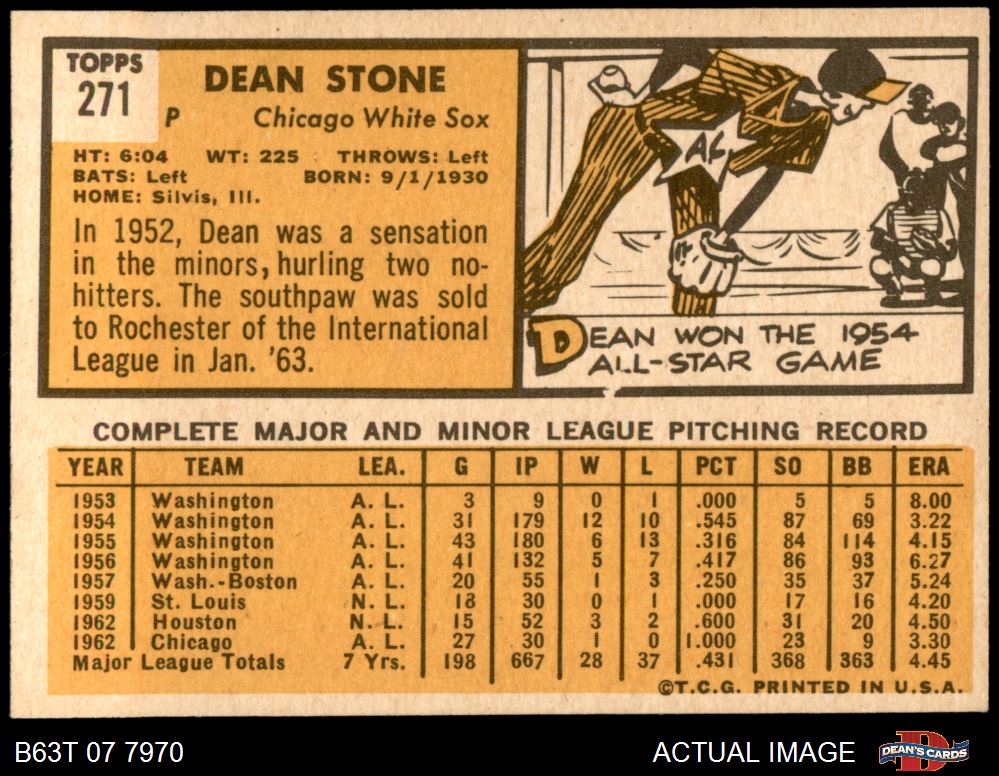 TOPPS
271
DEAN STONE
P Chicago White Sox
HT: 6:04 WT: 225 THROWS: Left
BATS: Left BORN: 9/1/1930
HOME: Silvis, Ill.
In 1952, Dean was a sensation
in the minors, hurling two no-
hitters. The southpaw was sold
to Rochester of the International
League in Jan. '63.
AL
DEAN WON THE 1954
ALL-STAR GAME
COMPLETE MAJOR AND MINOR LEAGUE PITCHING RECORD
YEAR TEAM LEA. G IP W L PCT SO BB ERA
1953 Washington A. L. 3 9 0 1 .000 5 5 8.00
1954 Washington A. L. 31 179 12 10 .545 87 69 3.22
1955 Washington A. L. 43 180 6 13 .316 84 114 4.15
1956 Washington A. L. 41 132 5 7 .417 86 93 6.27
1957 Wash.-Boston A. L. 20 55 1 3 .250 35 37 5.24
1959 St. Louis N. L. 18 30 0 1 .000 17 16 4.20
1962 Houston N. L. 15 52 3 2 .600 31 20 4.50
1962 Chicago A. L. 27 30 1 0 1.000 23 9 3.30
Major League Totals 7 Yrs. 198 667 28 37 .431 368 363 4.45
©T.C.G. PRINTED IN U.S.A.
B63T 07 7970 ACTUAL IMAGE DEAN'S CARDS